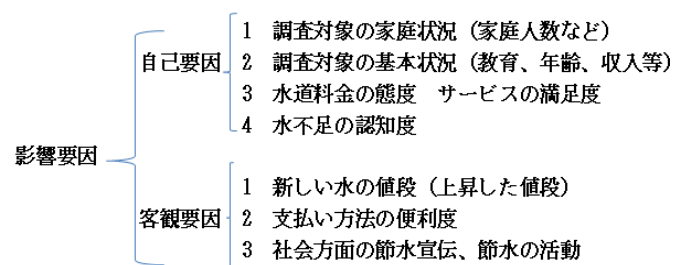 影響要因
自己要因
1 調査対象の家庭状況（家庭人数など）
2 調査対象の基本状況（教育、年齢、収入等）
3 水道料金の態度 サービスの満足度
4 水不足の認知度
客観要因
1 新しい水の値段（上昇した値段）
2 支払い方法の便利度
3 社会方面の節水宣伝、節水の活動